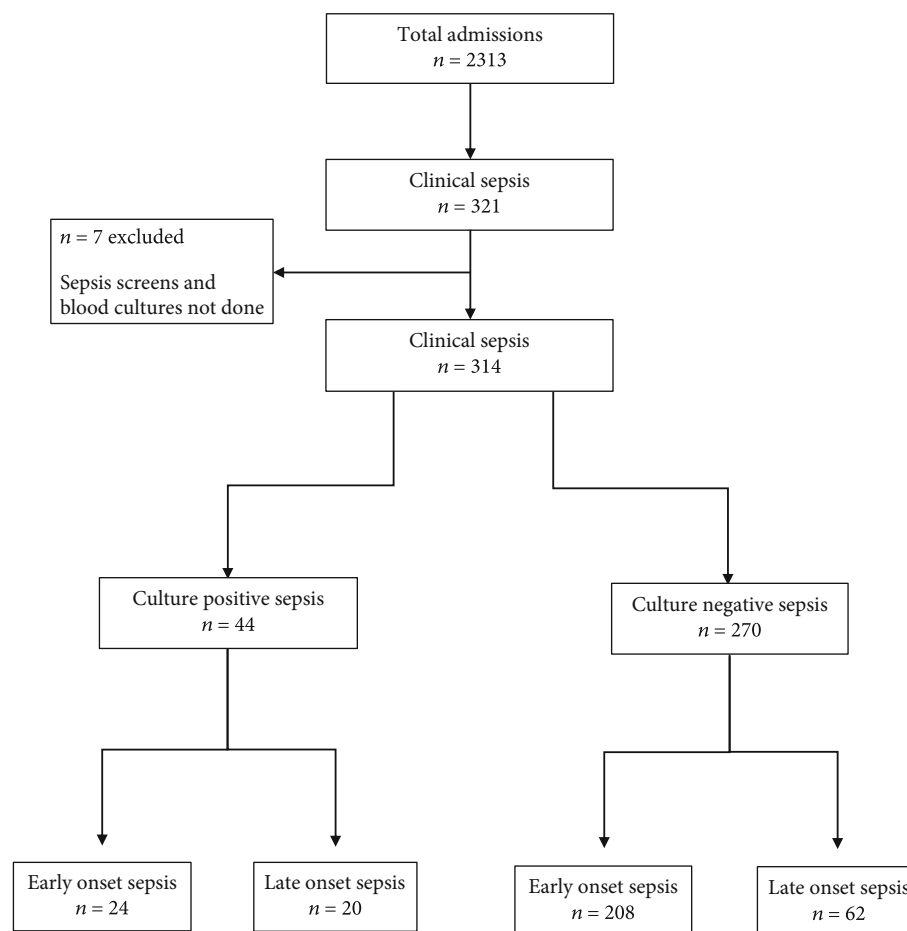 Total admissions
n = 2313
Clinical sepsis
n = 321
n = 7 excluded
Sepsis screens and
blood cultures not done
Clinical sepsis
n = 314
Culture positive sepsis
n = 44
Culture negative sepsis
n = 270
Early onset sepsis
n = 24
Late onset sepsis
n = 20
Early onset sepsis
n = 208
Late onset sepsis
n = 62